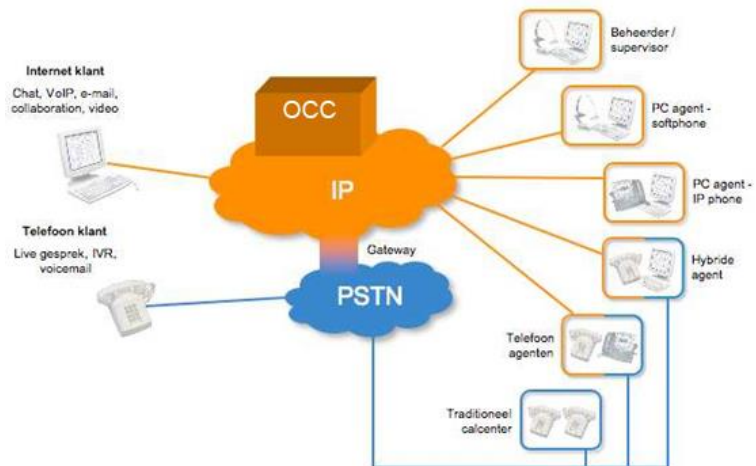 Internet klant
Chat, VoIP, e-mail,
collaboration, video
Telefoon klant
Live gesprek, IVR,
voicemail
OCC
IP
Gateway
PSTN
Beheerder /
supervisor
PC agent -
softphone
PC agent -
IP phone
Hybride
agent
Telefoon
agenten
Traditioneel
calcenter